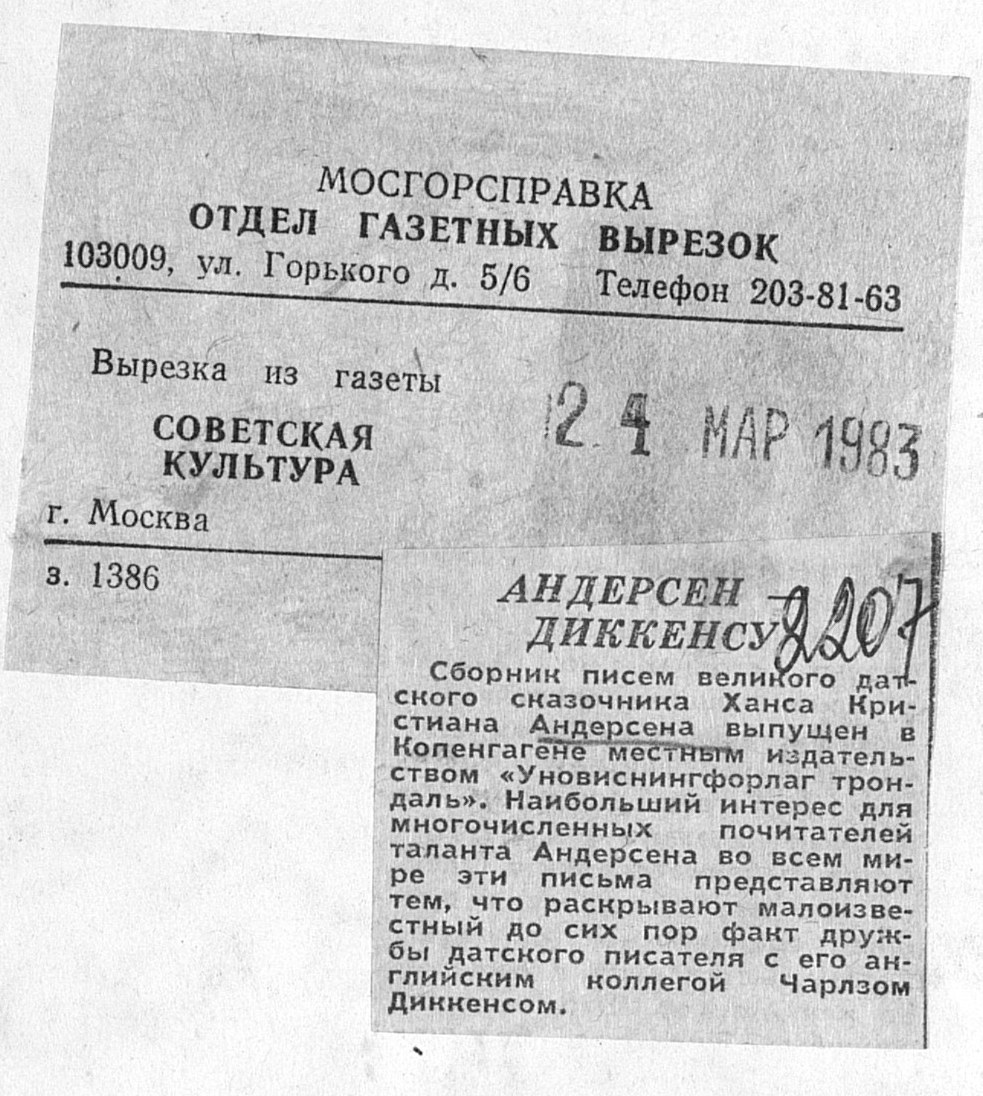 МОСГОРСПРАВКА
ОТДЕЛ ГАЗЕТНЫХ ВЫРЕЗОК
103009, ул. Горького д. 5/6 Телефон 203-81-63
Вырезка из газеты
СОВЕТСКАЯ
КУЛЬТУРА
г. Москва
24 МАР 1983
з. 1386
АНДЕРСЕН —
ДИККЕНСУ
2207
Сборник писем великого дат-
ского сказочника Ханса Кри-
стиана Андерсена выпущен в
Копенгагене местным издатель-
ством «Уновиснингфорлаг трон-
даль». Наибольший интерес для
многочисленных почитателей
таланта Андерсена во всем ми-
ре эти письма представляют
тем, что раскрывают малоизве-
стный до сих пор факт друж-
бы датского писателя с его ан-
глийским коллегой Чарлзом
Диккенсом.